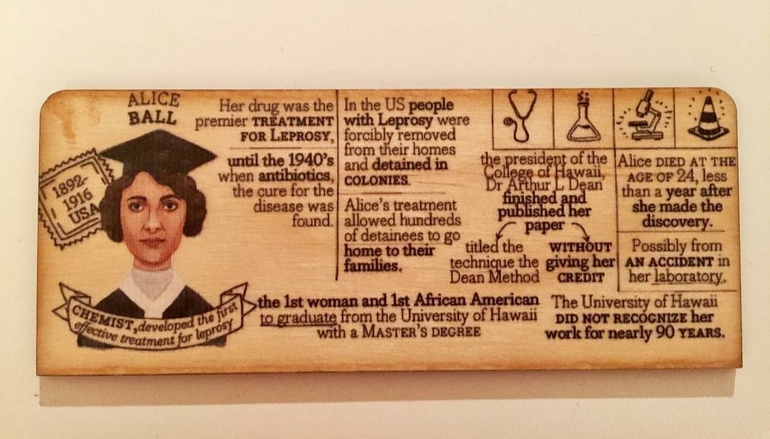 ALICE
BALL
1892-
1916
USA
CHEMIST, developed the first
effective treatment for leprosy
Her drug was the
premier TREATMENT
FOR LEPROSY,
until the 1940's
when antibiotics,
the cure for the
disease was
found.
In the US people
with Leprosy were
forcibly removed
from their homes
and detained in
COLONIES.
Alice's treatment
allowed hundreds
of detainees to go
home to their
families.
the 1st woman and 1st African American
to graduate from the University of Hawaii
with a MASTER'S DEGREE
the president of the
College of Hawaii,
Dr Arthur L Dean
finished and
published her
paper
titled the
technique the
Dean Method
WITHOUT
giving her
CREDIT
Alice DIED AT THE
AGE OF 24, less
than a year after
she made the
discovery.
Possibly from
AN ACCIDENT in
her laboratory.
The University of Hawaii
DID NOT RECOGNIZE her
work for nearly 90 YEARS.